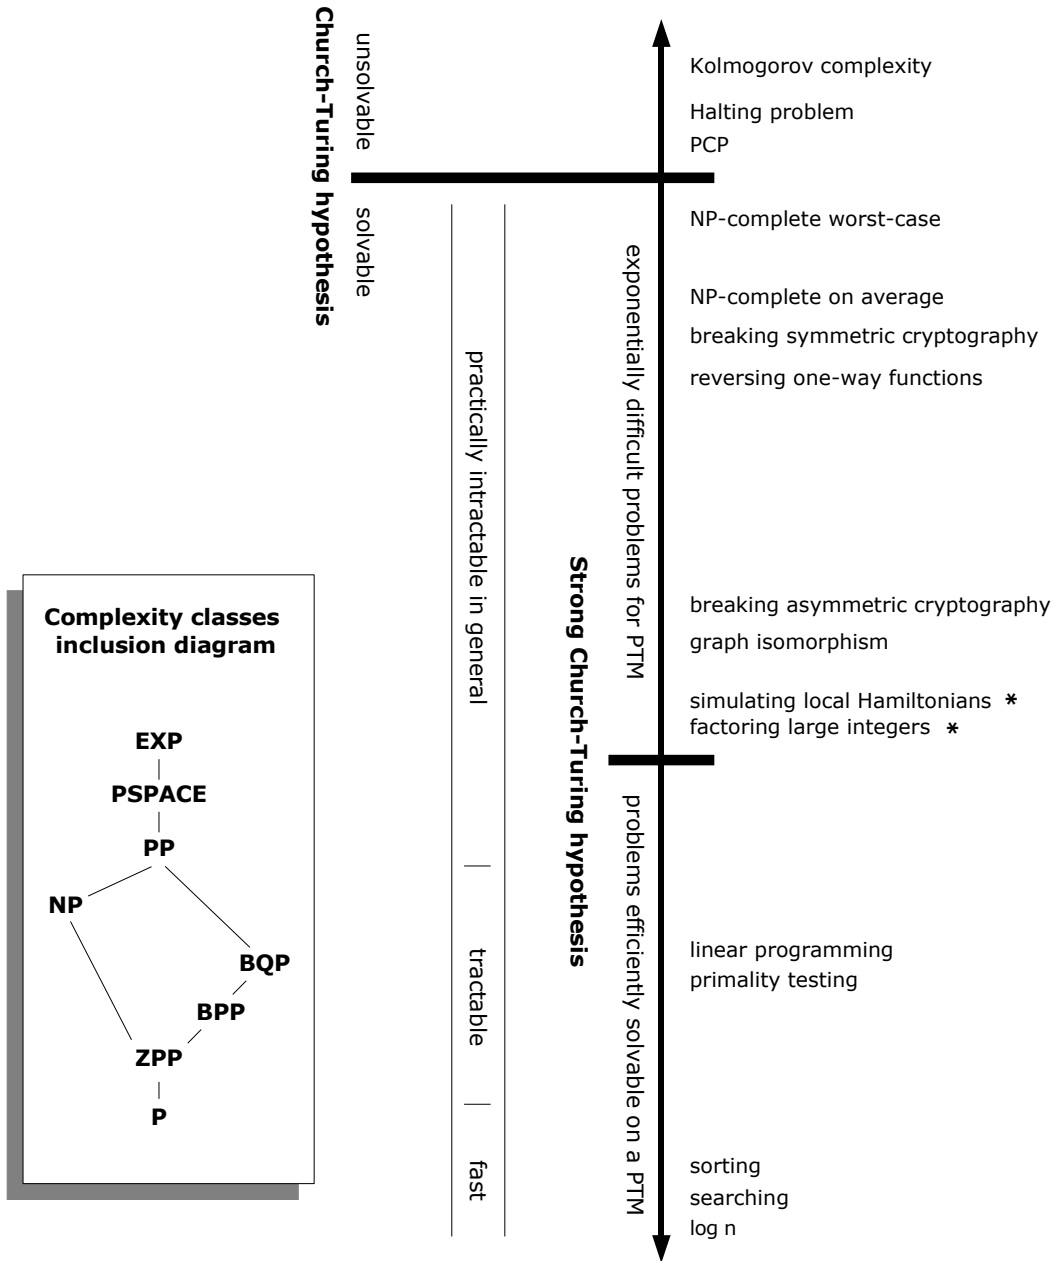 Church-Turing hypothesis
unsolvable
solvable
Kolmogorov complexity
Halting problem
PCP
NP-complete worst-case
NP-complete on average
breaking symmetric cryptography
reversing one-way functions
breaking asymmetric cryptography
graph isomorphism
simulating local Hamiltonians *
factoring large integers *
linear programming
primality testing
sorting
searching
log n
exponentially difficult problems for PTM
problems efficiently solvable on a PTM
Strong Church-Turing hypothesis
practically intractable in general
tractable
fast
Complexity classes
inclusion diagram
EXP
PSPACE
PP
NP
BQP
BPP
ZPP
P